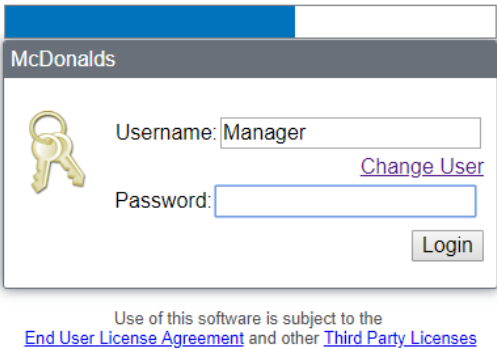 McDonalds
Username: Manager
Change User
Password:
Login
Use of this software is subject to the
End User License Agreement and other Third Party Licenses